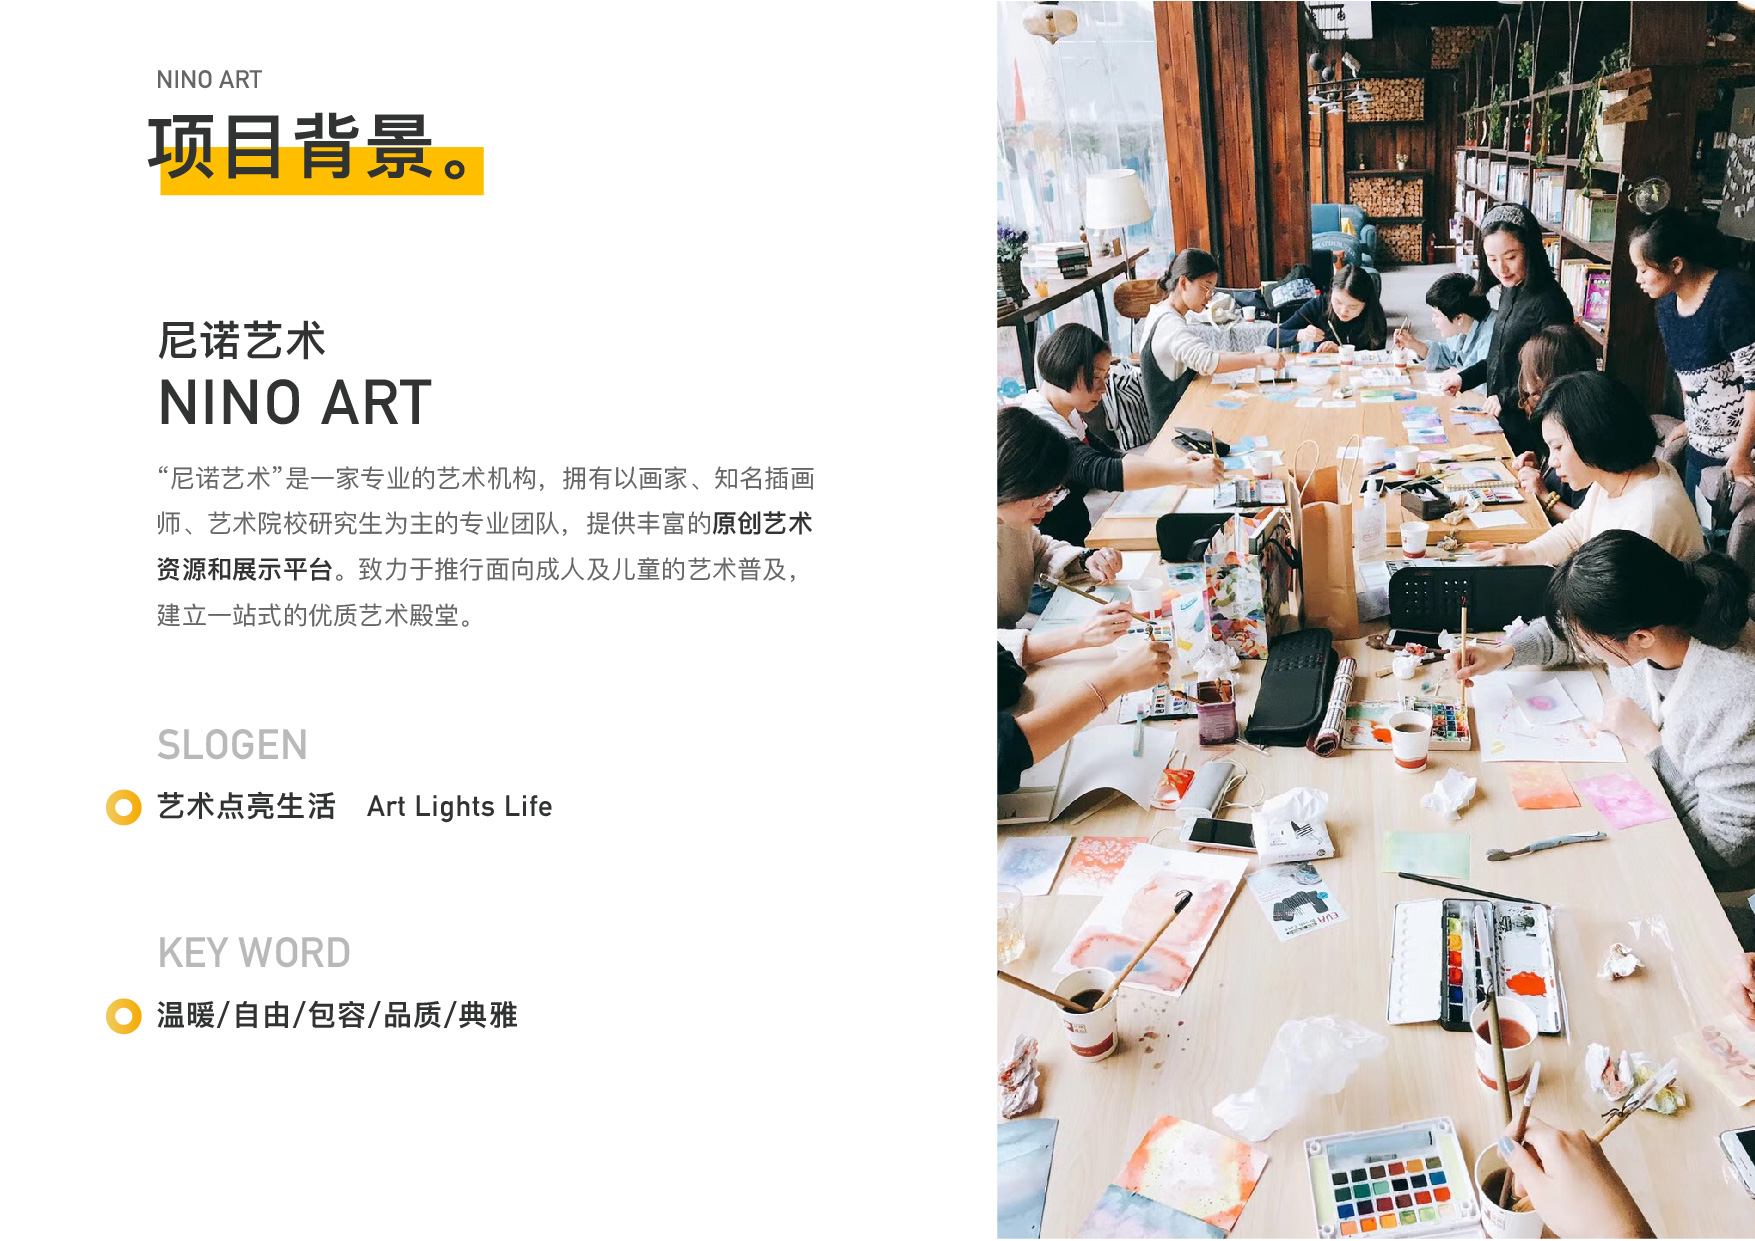 NINO ART
项目背景。
尼诺艺术
NINO ART
“尼诺艺术”是一家专业的艺术机构，拥有以画家、知名插画
师、艺术院校研究生为主的专业团队，提供丰富的原创艺术
资源和展示平台。致力于推行面向成人及儿童的艺术普及，
建立一站式的优质艺术殿堂。
SLOGEN
艺术点亮生活 Art Lights Life
KEY WORD
温暖/自由/包容/品质/典雅